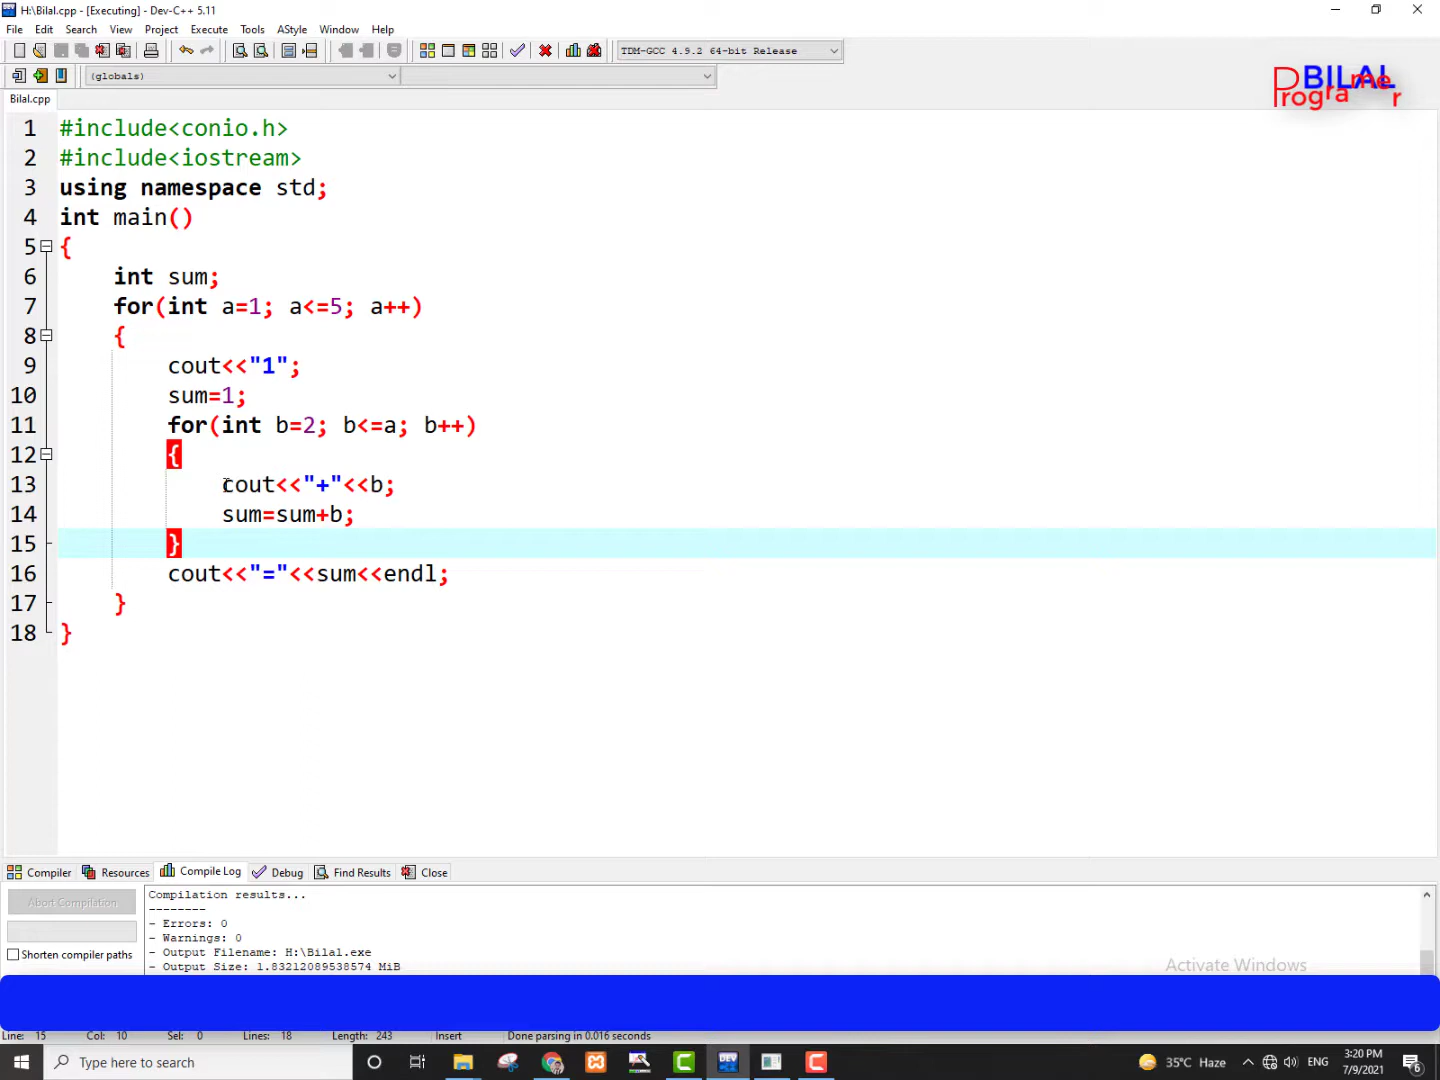 H:\Bilal.cpp - [Executing] - Dev-C++ 5.11
File Edit Search View Project Execute Tools AStyle Window Help
TDM-GCC 4.9.2 64-bit Release
(globals)
BILAL
Programer
Bilal.cpp
1 #include<conio.h>
2 #include<iostream>
3 using namespace std;
4 int main()
5 {
6 int sum;
7 for(int a=1; a<=5; a++)
8 {
9 cout<<"1";
10 sum=1;
11 for(int b=2; b<=a; b++)
12 {
13 cout<<"+"<<b;
14 sum=sum+b;
15 }
16 cout<<"="<<sum<<endl;
17 }
18 }
Compiler Resources Compile Log Debug Find Results Close
Abort Compilation
Shorten compiler paths
Compilation results...
--------
- Errors: 0
- Warnings: 0
- Output Filename: H:\Bilal.exe
- Output Size: 1.83212089538574 MiB
Activate Windows
Line: 15 Col: 10 Sel: 0 Lines: 18 Length: 243 Insert Done parsing in 0.016 seconds
Type here to search
DEV
35°C Haze
ENG
3:20 PM
7/9/2021
6